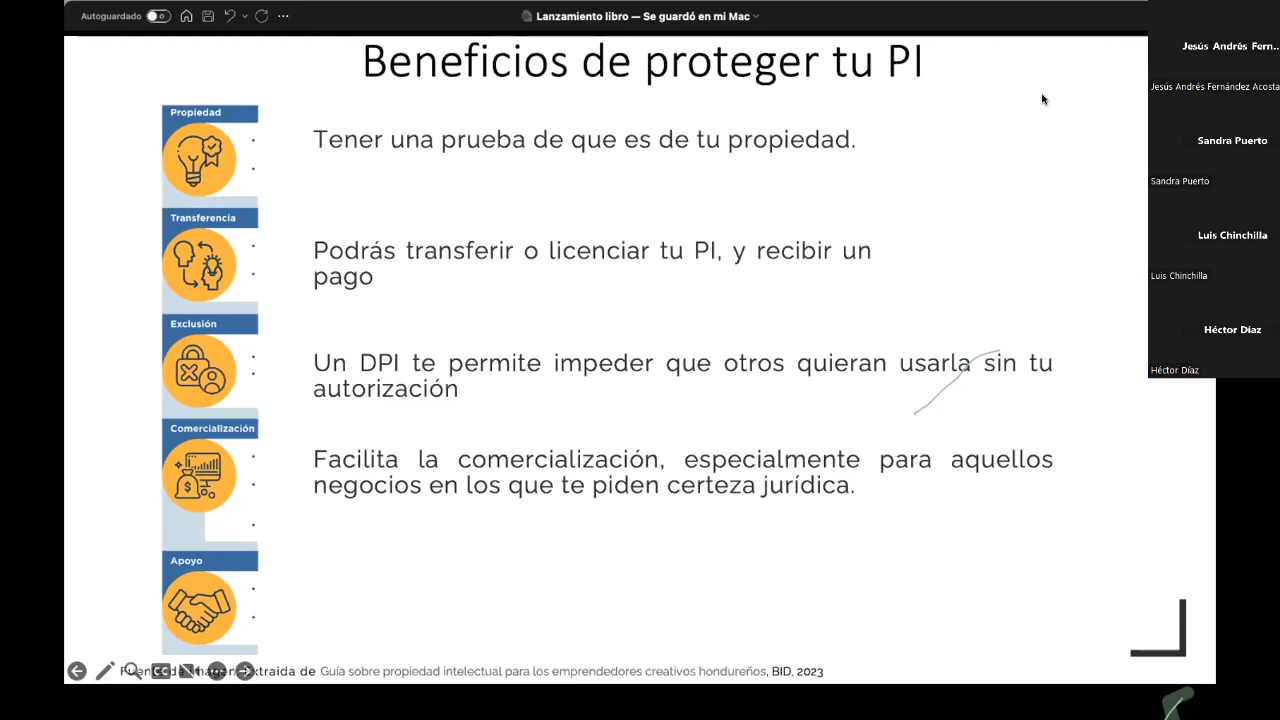 Autoguardado
Lanzamiento libro — Se guardó en mi Mac
Beneficios de proteger tu PI
Propiedad
Tener una prueba de que es de tu propiedad.
Transferencia
Podrás transferir o licenciar tu PI, y recibir un
pago
Exclusión
Un DPI te permite impeder que otros quieran usarla sin tu
autorización
Comercialización
Facilita la comercialización, especialmente para aquellos
negocios en los que te piden certeza jurídica.
Apoyo
extraida de Guía sobre propiedad intelectual para los emprendedores creativos hondureños, BID, 2023
Jesús Andrés Fern...
Jesús Andrés Fernández Acosta
Sandra Puerto
Sandra Puerto
Luis Chinchilla
Luis Chinchilla
Héctor Díaz
Héctor Díaz